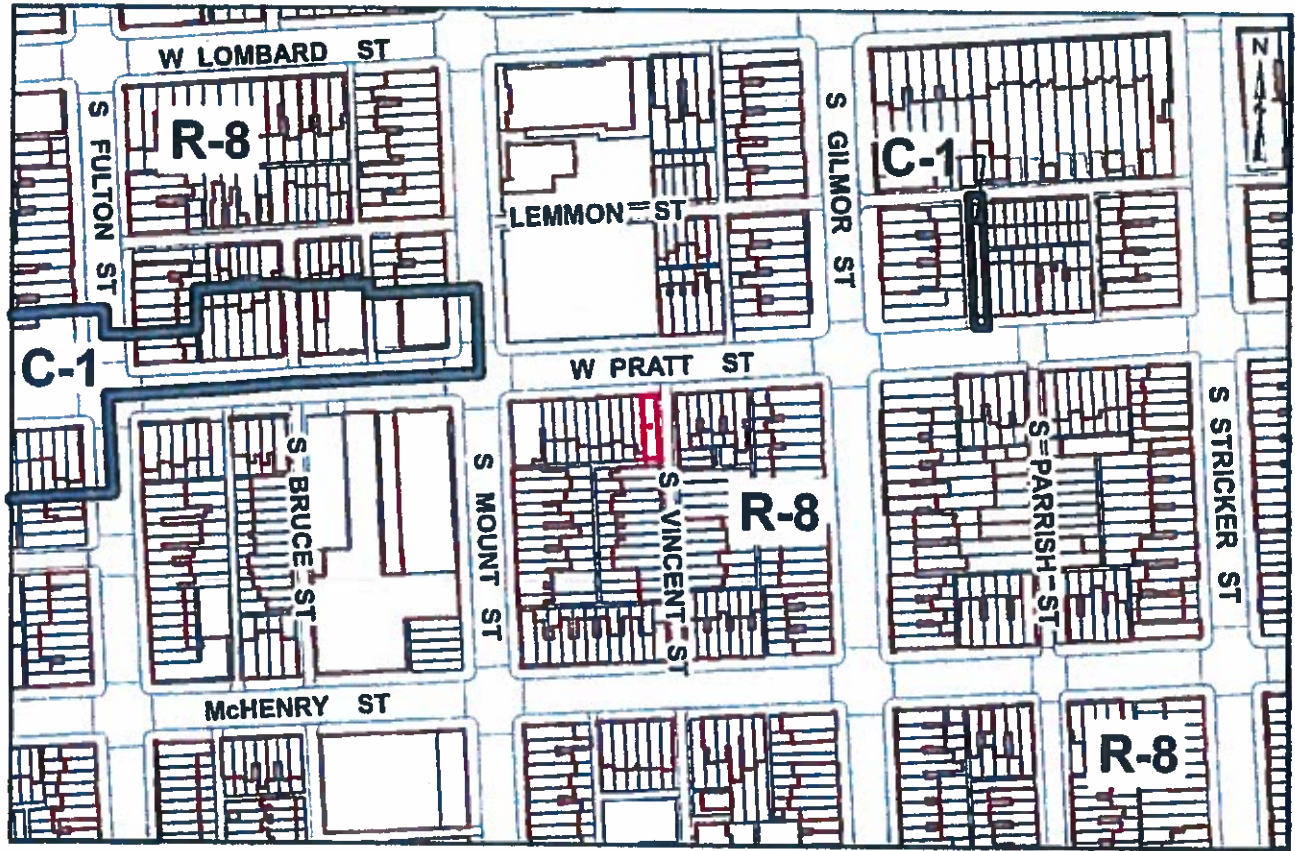 W LOMBARD ST
N
S FULTON ST
R-8
S GILMOR ST
C-1
LEMMON ST
C-1
W PRATT ST
S BRUCE ST
S MOUNT ST
S VINCENT ST
R-8
S PARRISH ST
S STRICKER ST
McHENRY ST
R-8